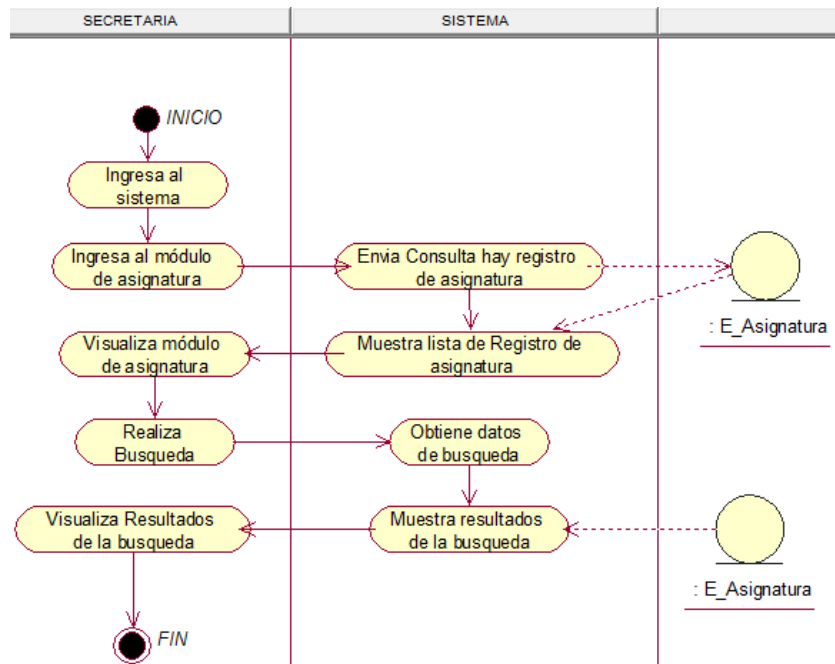 SECRETARIA
SISTEMA
INICIO
Ingresa al
sistema
Ingresa al módulo
de asignatura
Envia Consulta hay registro
de asignatura
: E_Asignatura
Visualiza módulo
de asignatura
Muestra lista de Registro de
asignatura
Realiza
Busqueda
Obtiene datos
de busqueda
Visualiza Resultados
de la busqueda
Muestra resultados
de la busqueda
: E_Asignatura
FIN